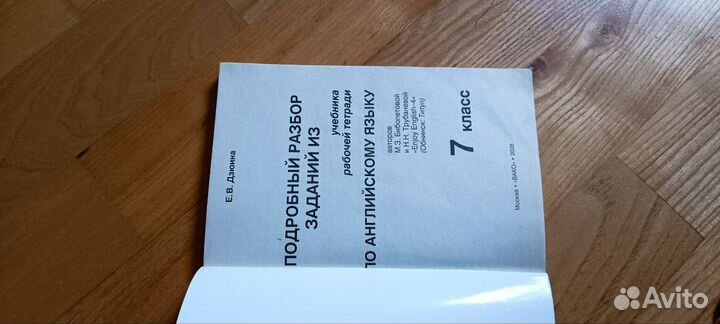 Е.В. Дзюина
ПОДРОБНЫЙ РАЗБОР
ЗАДАНИЙ ИЗ
учебника
рабочей тетради
ПО АНГЛИЙСКОМУ ЯЗЫКУ
авторов
М.З. Биболетовой
и Н.Н. Трубаневой
«Enjoy English-4»
(Обнинск: Титул)
7 класс
Москва • «ВАКО» • 2008
Avito